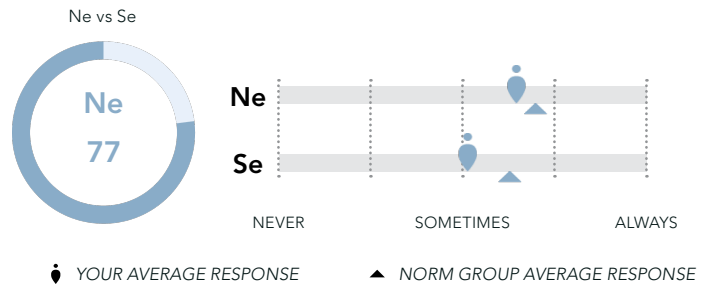 Ne vs Se
Ne
77
Ne
Se
NEVER SOMETIMES ALWAYS
YOUR AVERAGE RESPONSE NORM GROUP AVERAGE RESPONSE